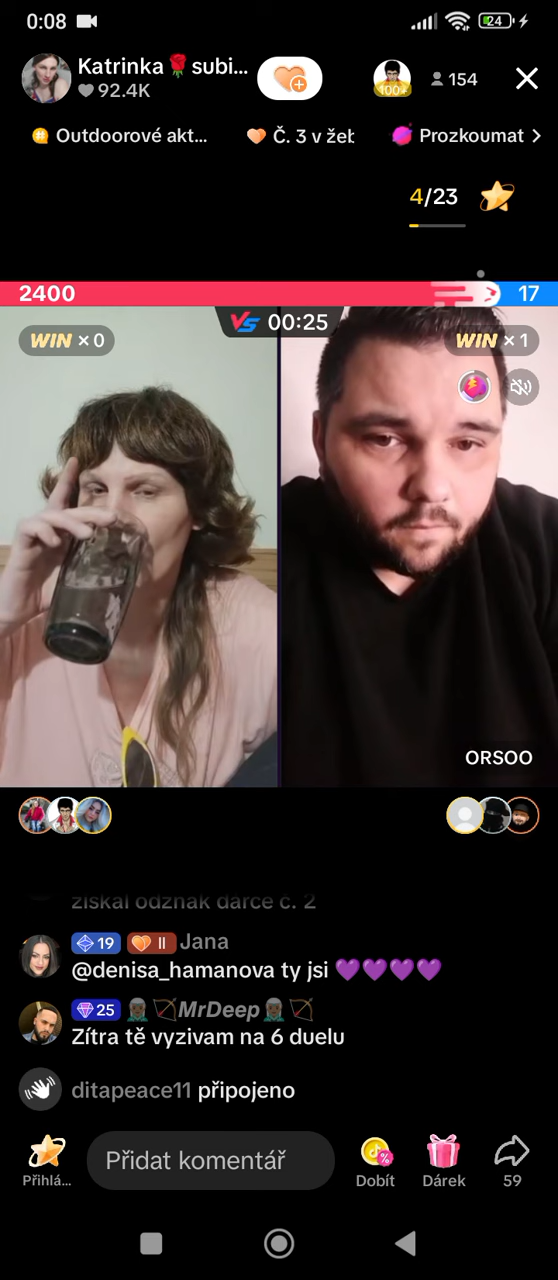 0:08
24
Katrinka🌹subi...
92.4K
100+
154
Outdoorové akt...
Č. 3 v žeb
Prozkoumat
4/23
2400
17
VS 00:25
WIN × 0
WIN × 1
ORSOO
získal odznak dárce č. 2
19 II Jana
@denisa_hamanova ty jsi 💜💜💜💜
25 🧝🏽‍♂️🏹MrDeep🧝🏽‍♂️🏹
Zítra tě vyzivam na 6 duelu
ditapeace11 připojeno
Přidat komentář
Přihlá...
Dobít
Dárek
59